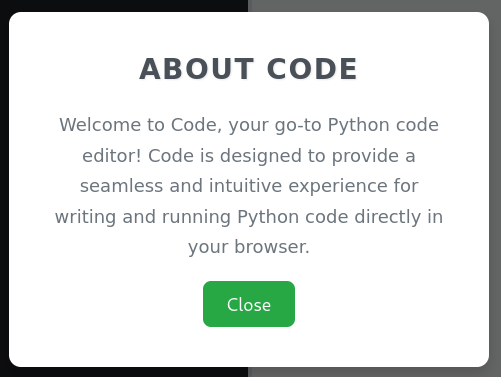 ABOUT CODE
Welcome to Code, your go-to Python code
editor! Code is designed to provide a
seamless and intuitive experience for
writing and running Python code directly in
your browser.
Close